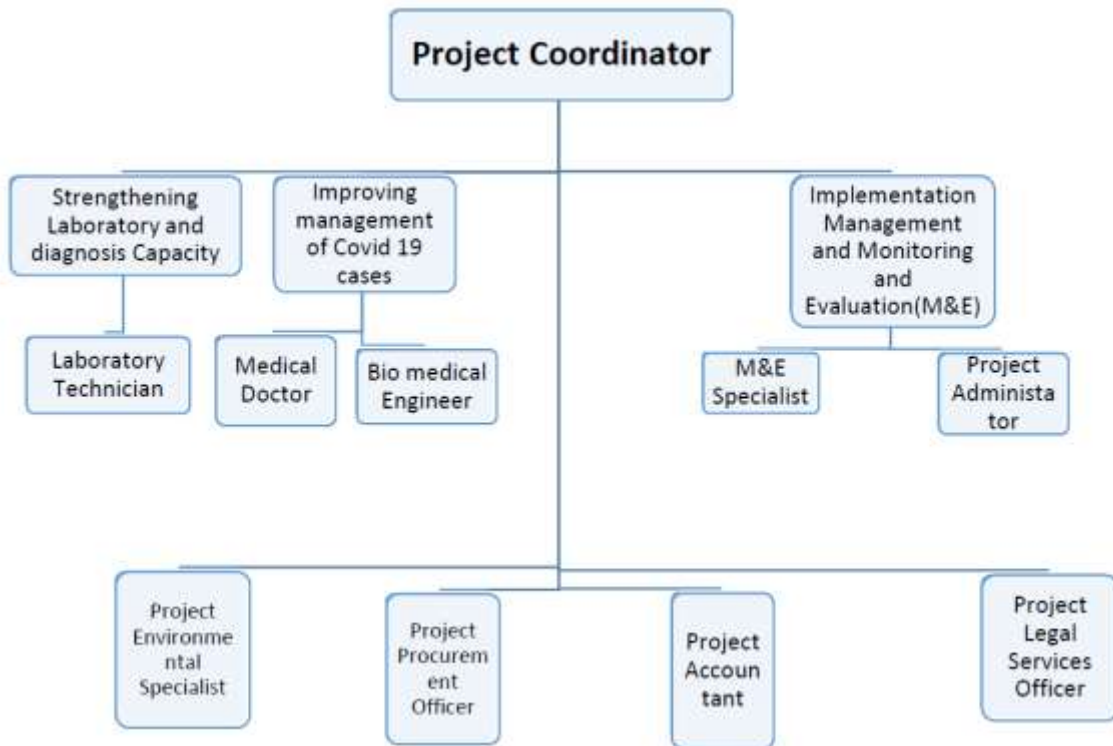 Project Coordinator
Strengthening
Laboratory and
diagnosis Capacity
Improving
management
of Covid 19
cases
Implementation
Management
and Monitoring
and
Evaluation(M&E)
Laboratory
Technician
Medical
Doctor
Bio medical
Engineer
M&E
Specialist
Project
Administa
tor
Project
Environme
ntal
Specialist
Project
Procurem
ent
Officer
Project
Accoun
tant
Project
Legal
Services
Officer